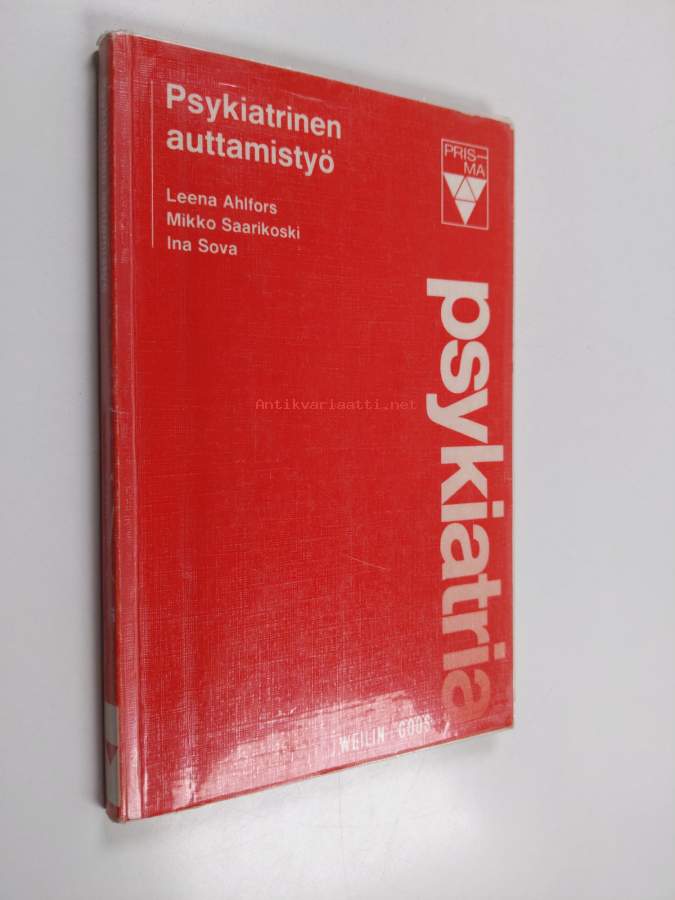 Psykiatrinen
auttamistyö
Leena Ahlfors
Mikko Saarikoski
Ina Sova
PRIS-
MA
psykiatria
Antikvariaatti.net
WEILIN GÖÖS